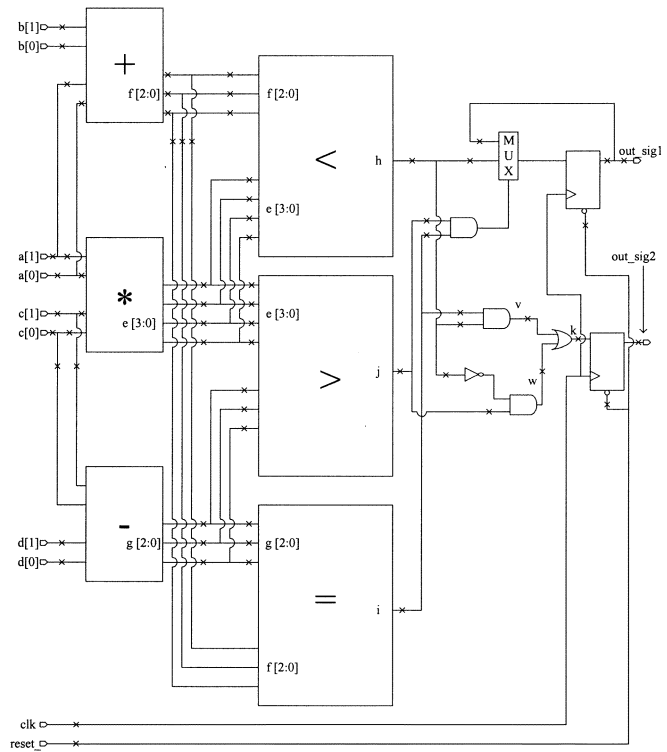 b[1]
b[0]
+
f [2:0]
f [2:0]
<
h
e [3:0]
M
U
X
out_sig1
a[1]
a[0]
c[1]
c[0]
*
e [3:0]
e [3:0]
>
j
out_sig2
v
k
w
-
g [2:0]
d[1]
d[0]
g [2:0]
=
i
f [2:0]
clk
reset_